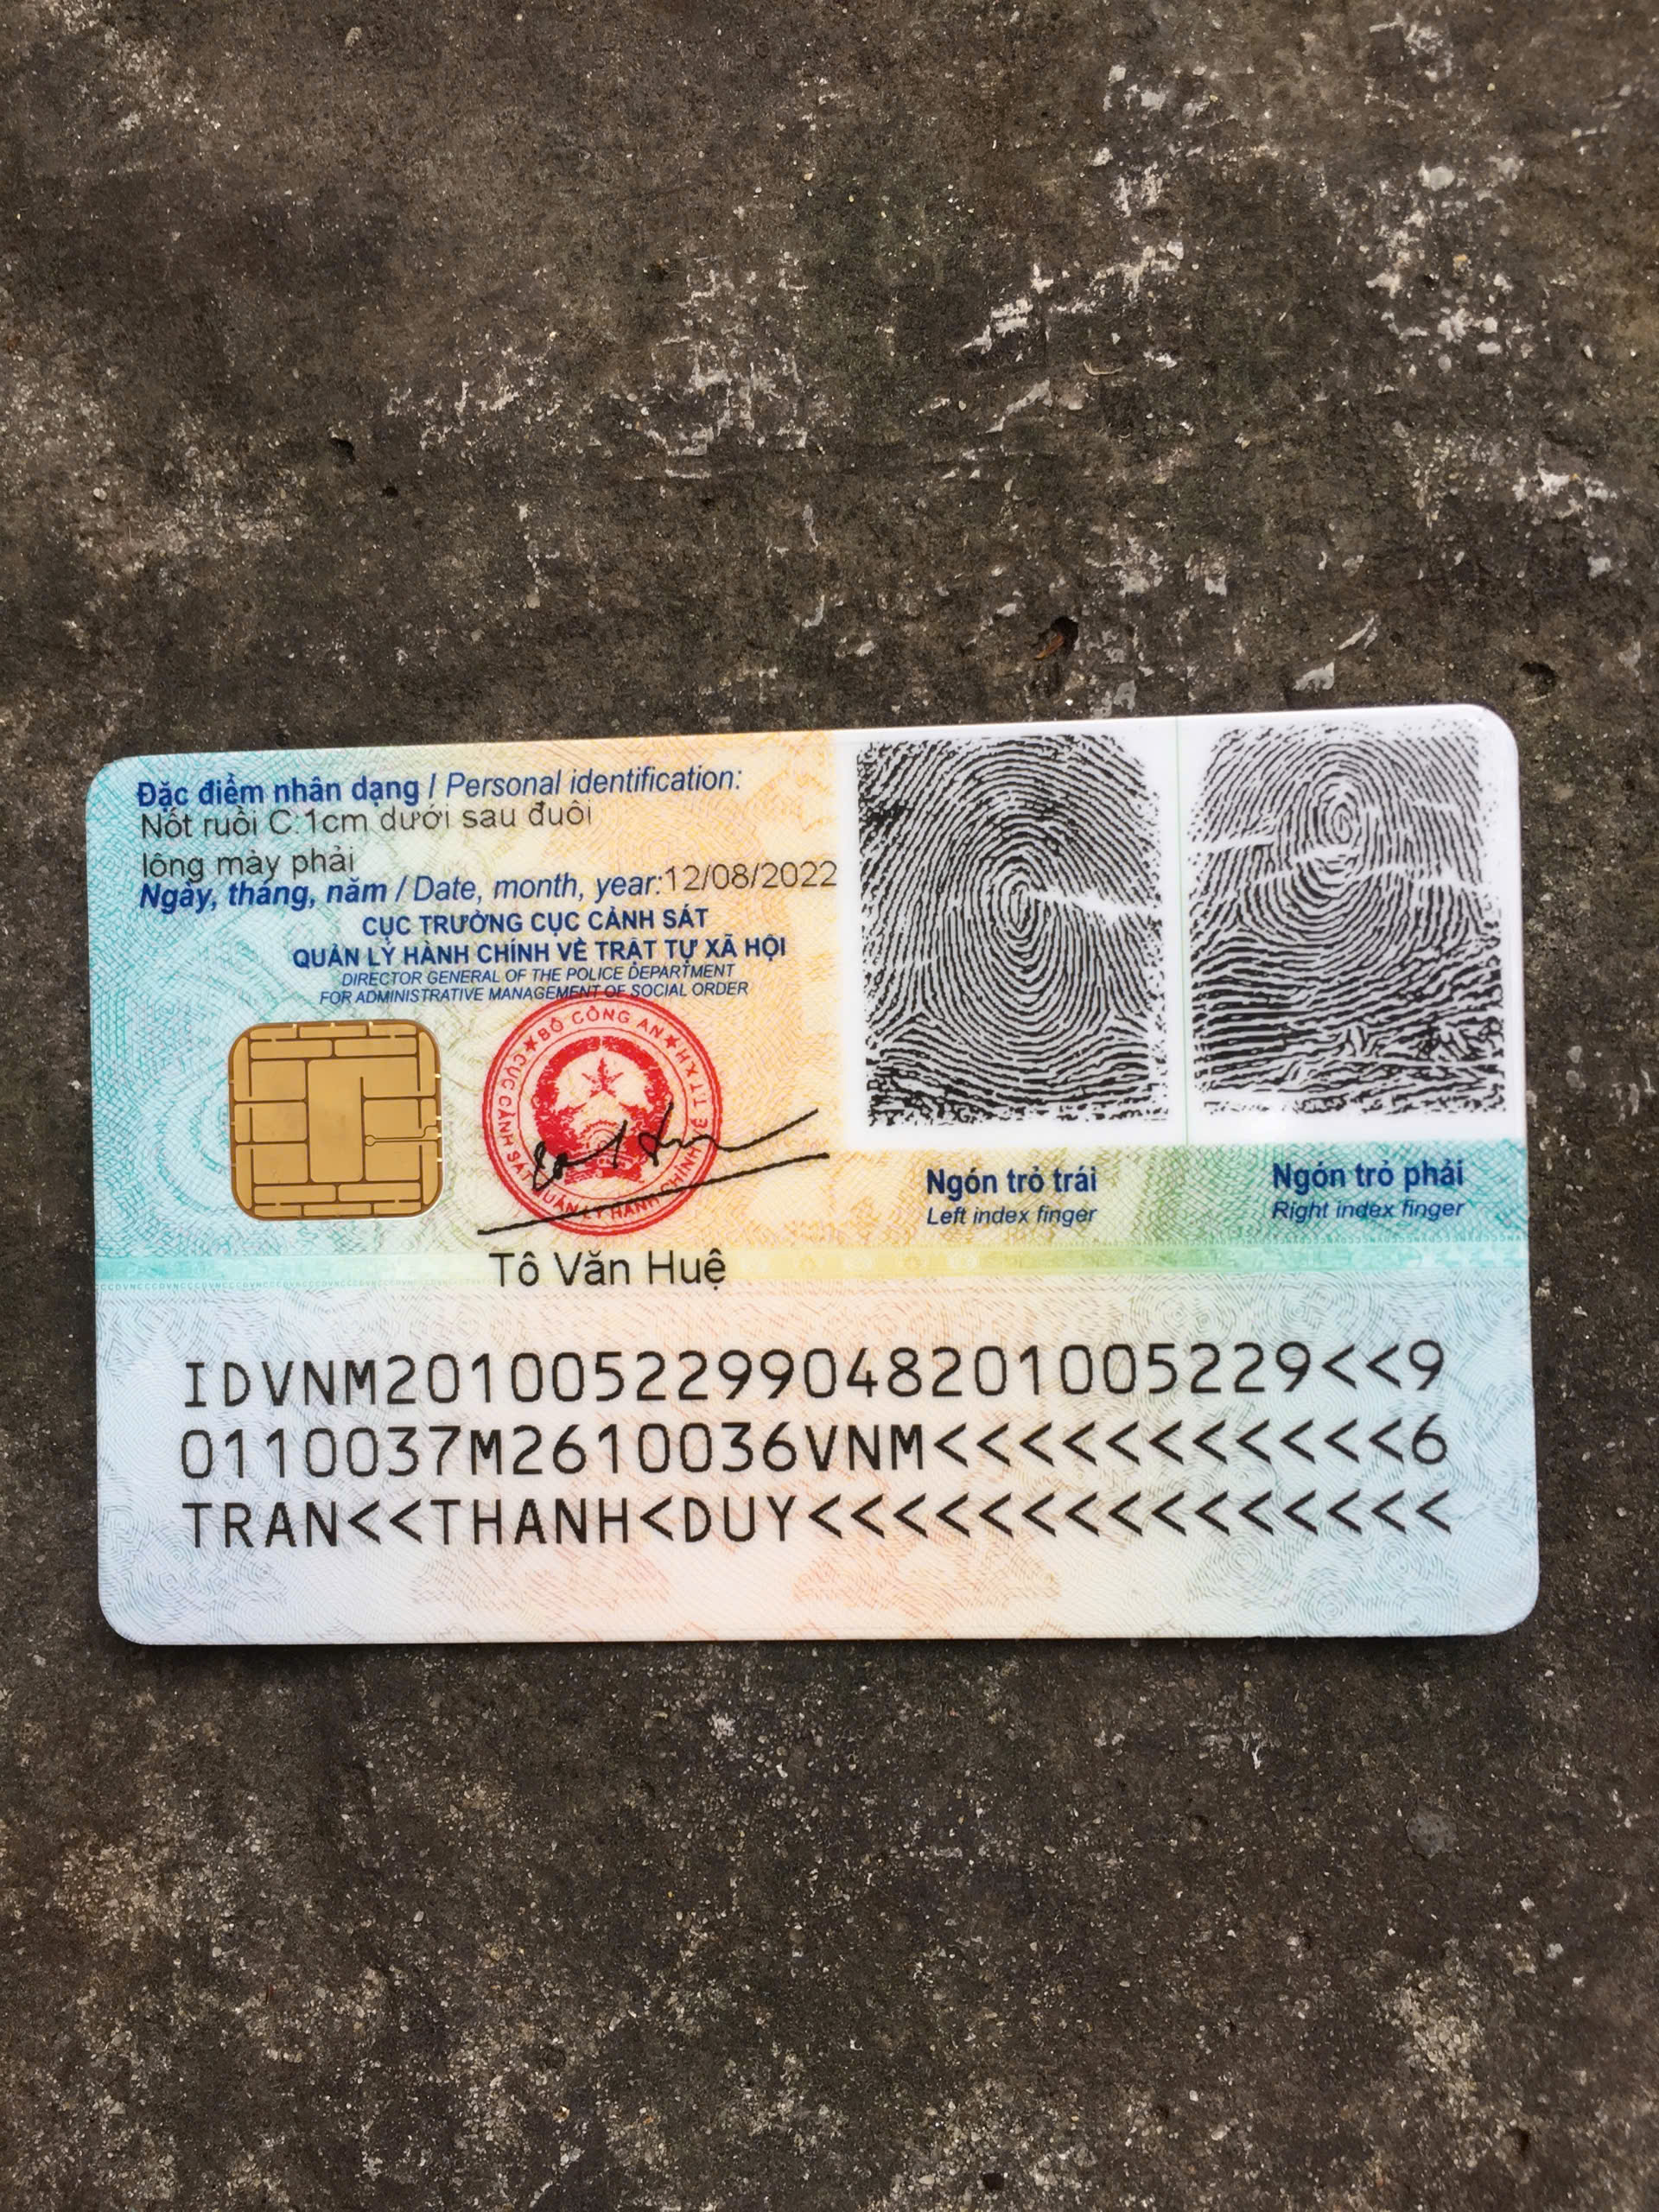 Đặc điểm nhân dạng / Personal identification:
Nốt ruồi C.1cm dưới sau đuôi
lông mày phải
Ngày, tháng, năm / Date, month, year:12/08/2022
CỤC TRƯỞNG CỤC CẢNH SÁT
QUẢN LÝ HÀNH CHÍNH VỀ TRẬT TỰ XÃ HỘI
DIRECTOR GENERAL OF THE POLICE DEPARTMENT
FOR ADMINISTRATIVE MANAGEMENT OF SOCIAL ORDER
BỘ CÔNG AN
CỤC CẢNH SÁT QUẢN LÝ HÀNH CHÍNH VỀ TTXH
Tô Văn Huệ
Ngón trỏ trái
Left index finger
Ngón trỏ phải
Right index finger
IDVNM2010052299048201005229<<9
0110037M2610036VNM<<<<<<<<<<<6
TRAN<<THANH<DUY<<<<<<<<<<<<<<<